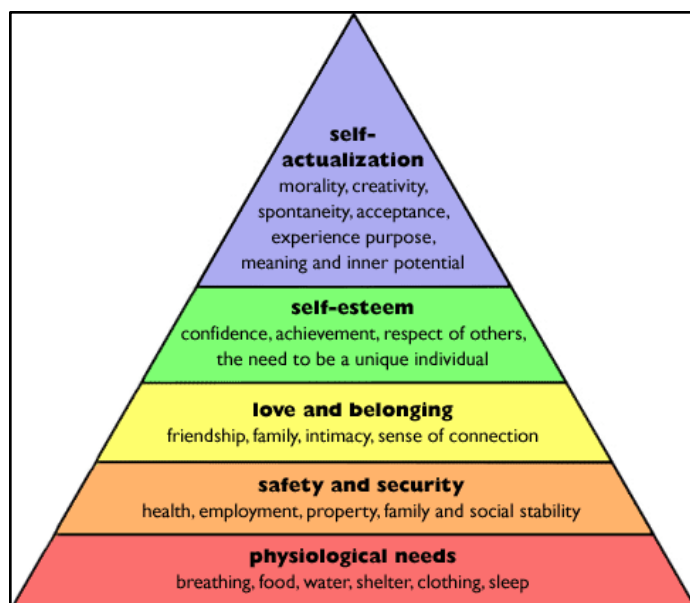 self-
actualization
morality, creativity,
spontaneity, acceptance,
experience purpose,
meaning and inner potential
self-esteem
confidence, achievement, respect of others,
the need to be a unique individual
love and belonging
friendship, family, intimacy, sense of connection
safety and security
health, employment, property, family and social stability
physiological needs
breathing, food, water, shelter, clothing, sleep